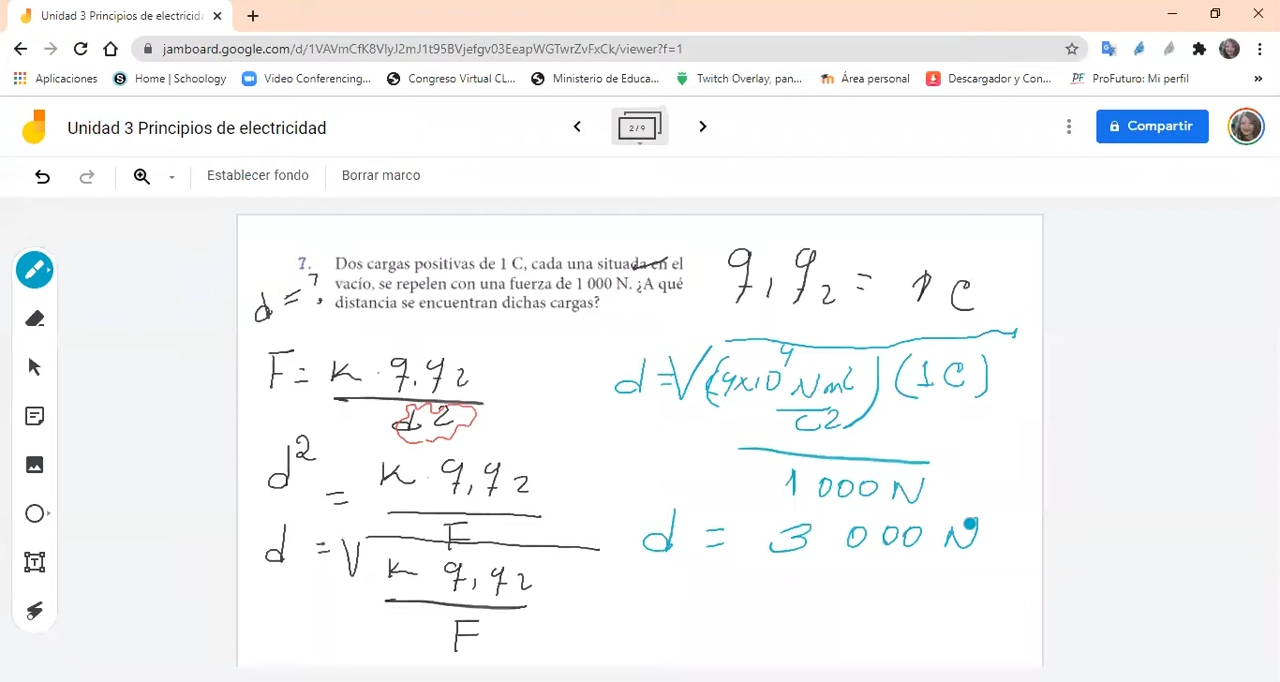 Unidad 3 Principios de electricida
jamboard.google.com/d/1VAVmCfK8VlyJ2mJ1t95BVjefgv03EeapWGTwrZvFxCk/viewer?f=1
Aplicaciones Home | Schoology Video Conferencing... Congreso Virtual CL... Ministerio de Educa... Twitch Overlay, pan... Área personal Descargador y Con... PF ProFuturo: Mi perfil »
Unidad 3 Principios de electricidad
2/9
Compartir
Establecer fondo Borrar marco
7. Dos cargas positivas de 1 C, cada una situada en el
vacío, se repelen con una fuerza de 1 000 N. ¿A qué
distancia se encuentran dichas cargas?
d = ?
q1 q2 = 1 C
F = K · q1 q2
d2
d² = K · q1 q2
F
d = √ K q1 q2
F
d = √ (9x10⁹ Nm² ) (1 C)
C2
1 000 N
d = 3 000 N